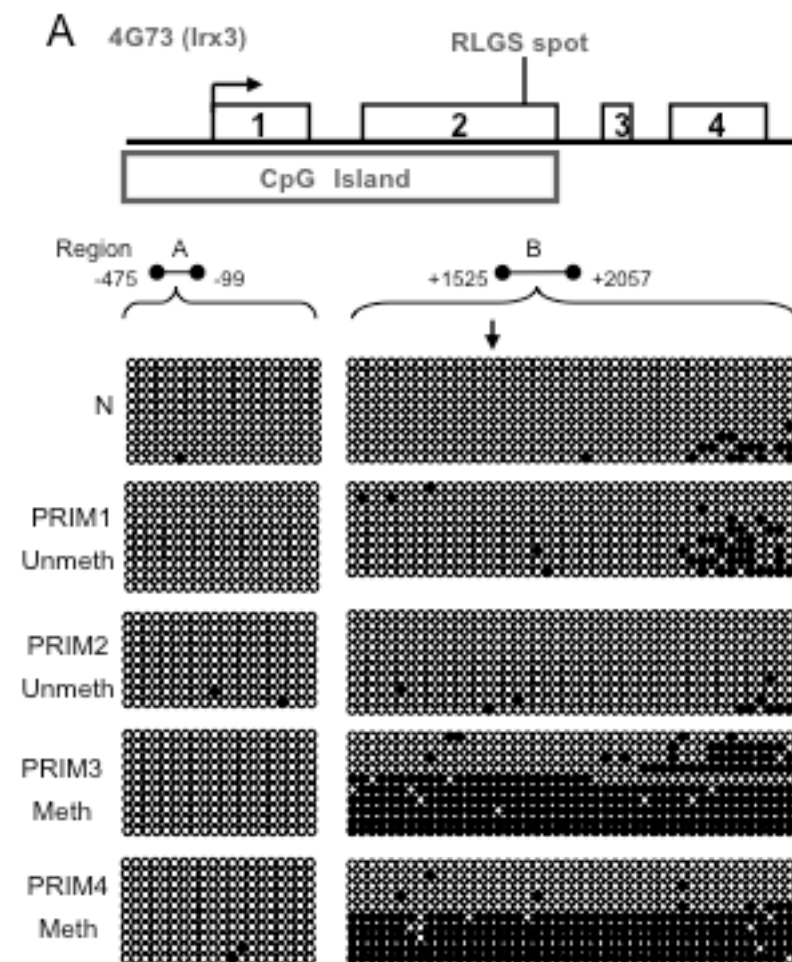 A 4G73 (Irx3) RLGS spot
1 2 3 4
CpG Island
Region A B
-475 -99 +1525 +2057
N
PRIM1
Unmeth
PRIM2
Unmeth
PRIM3
Meth
PRIM4
Meth